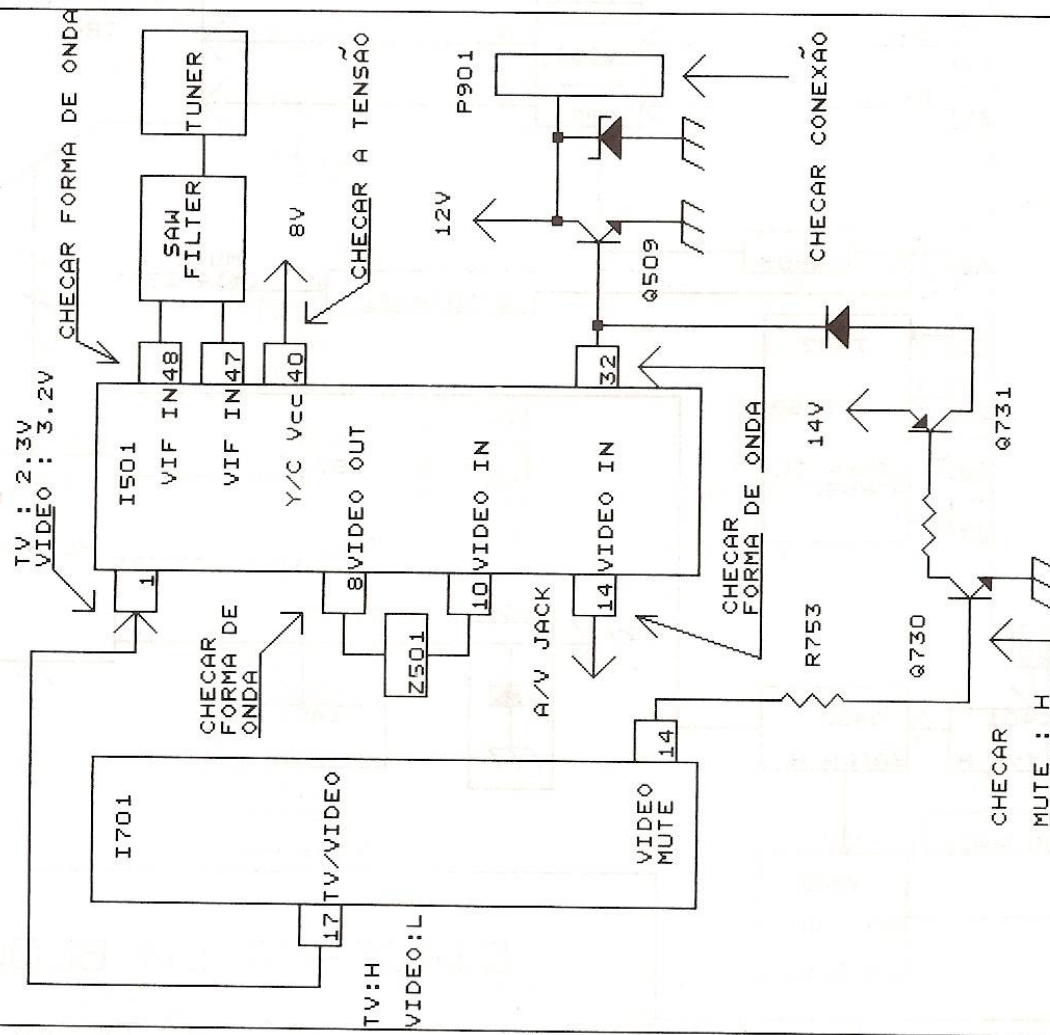 CHECAR FORMA DE ONDA
TUNER
SAW
FILTER
TV : 2.3V
VIDEO : 3.2V
I501
1
VIF IN 48
VIF IN 47
Y/C Vcc 40
8V
CHECAR A TENSÃO
8 VIDEO OUT
10 VIDEO IN
14 VIDEO IN
32
Z501
CHECAR
FORMA DE
ONDA
A/V JACK
CHECAR
FORMA DE ONDA
12V
P901
Q509
CHECAR CONEXÃO
I701
17 TV/VIDEO
TV:H
VIDEO:L
VIDEO
MUTE
14
R753
Q730
14V
Q731
CHECAR
MUTE : H